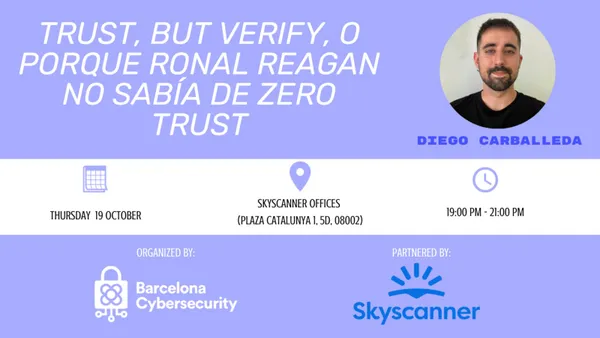 TRUST, BUT VERIFY, O
PORQUE RONAL REAGAN
NO SABÍA DE ZERO
TRUST
DIEGO CARBALLEDA
THURSDAY 19 OCTOBER
SKYSCANNER OFFICES
(PLAZA CATALUNYA 1, 5D, 08002)
19:00 PM - 21:00 PM
ORGANIZED BY:
Barcelona
Cybersecurity
PARTNERED BY:
Skyscanner